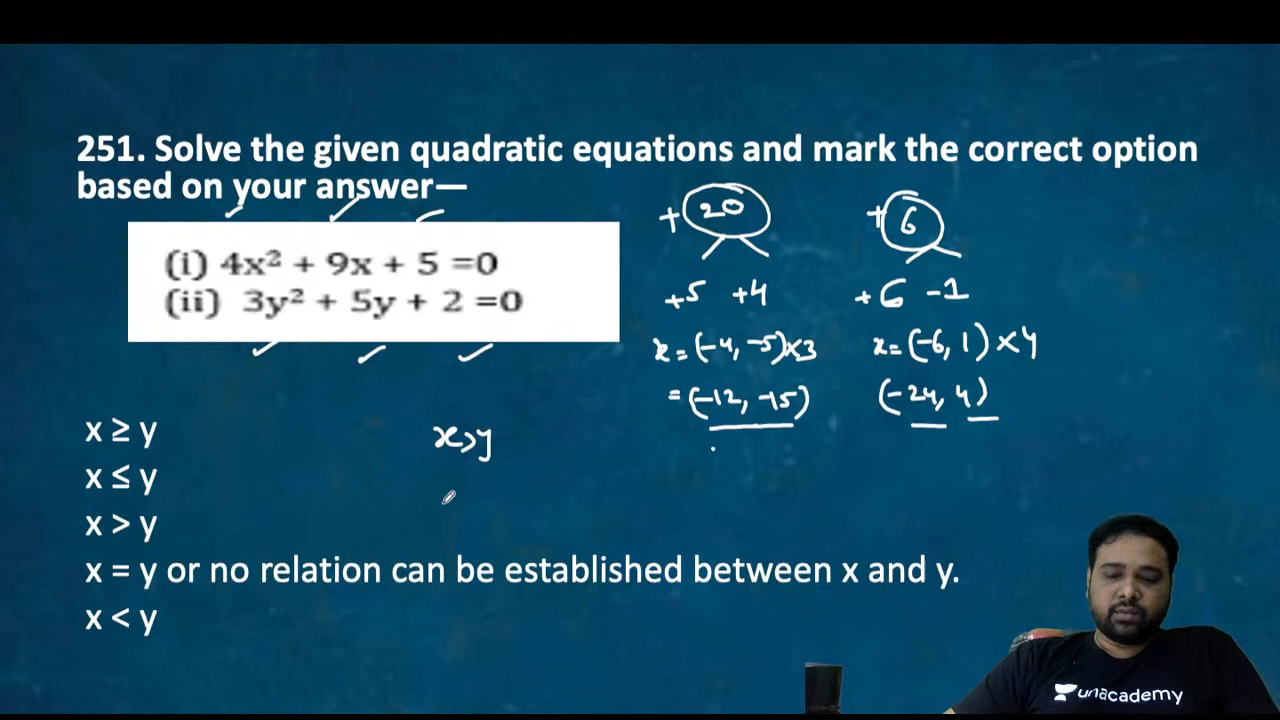 251. Solve the given quadratic equations and mark the correct option
based on your answer—
(i) 4x² + 9x + 5 =0
(ii) 3y² + 5y + 2 =0
x ≥ y
x ≤ y
x > y
x = y or no relation can be established between x and y.
x < y
x>y
+ 20
+5 +4
x = (-4, -5)×3
= (-12, -15)
+ 6
+6 -1
x= (-6, 1) ×4
(-24, 4)
unacademy